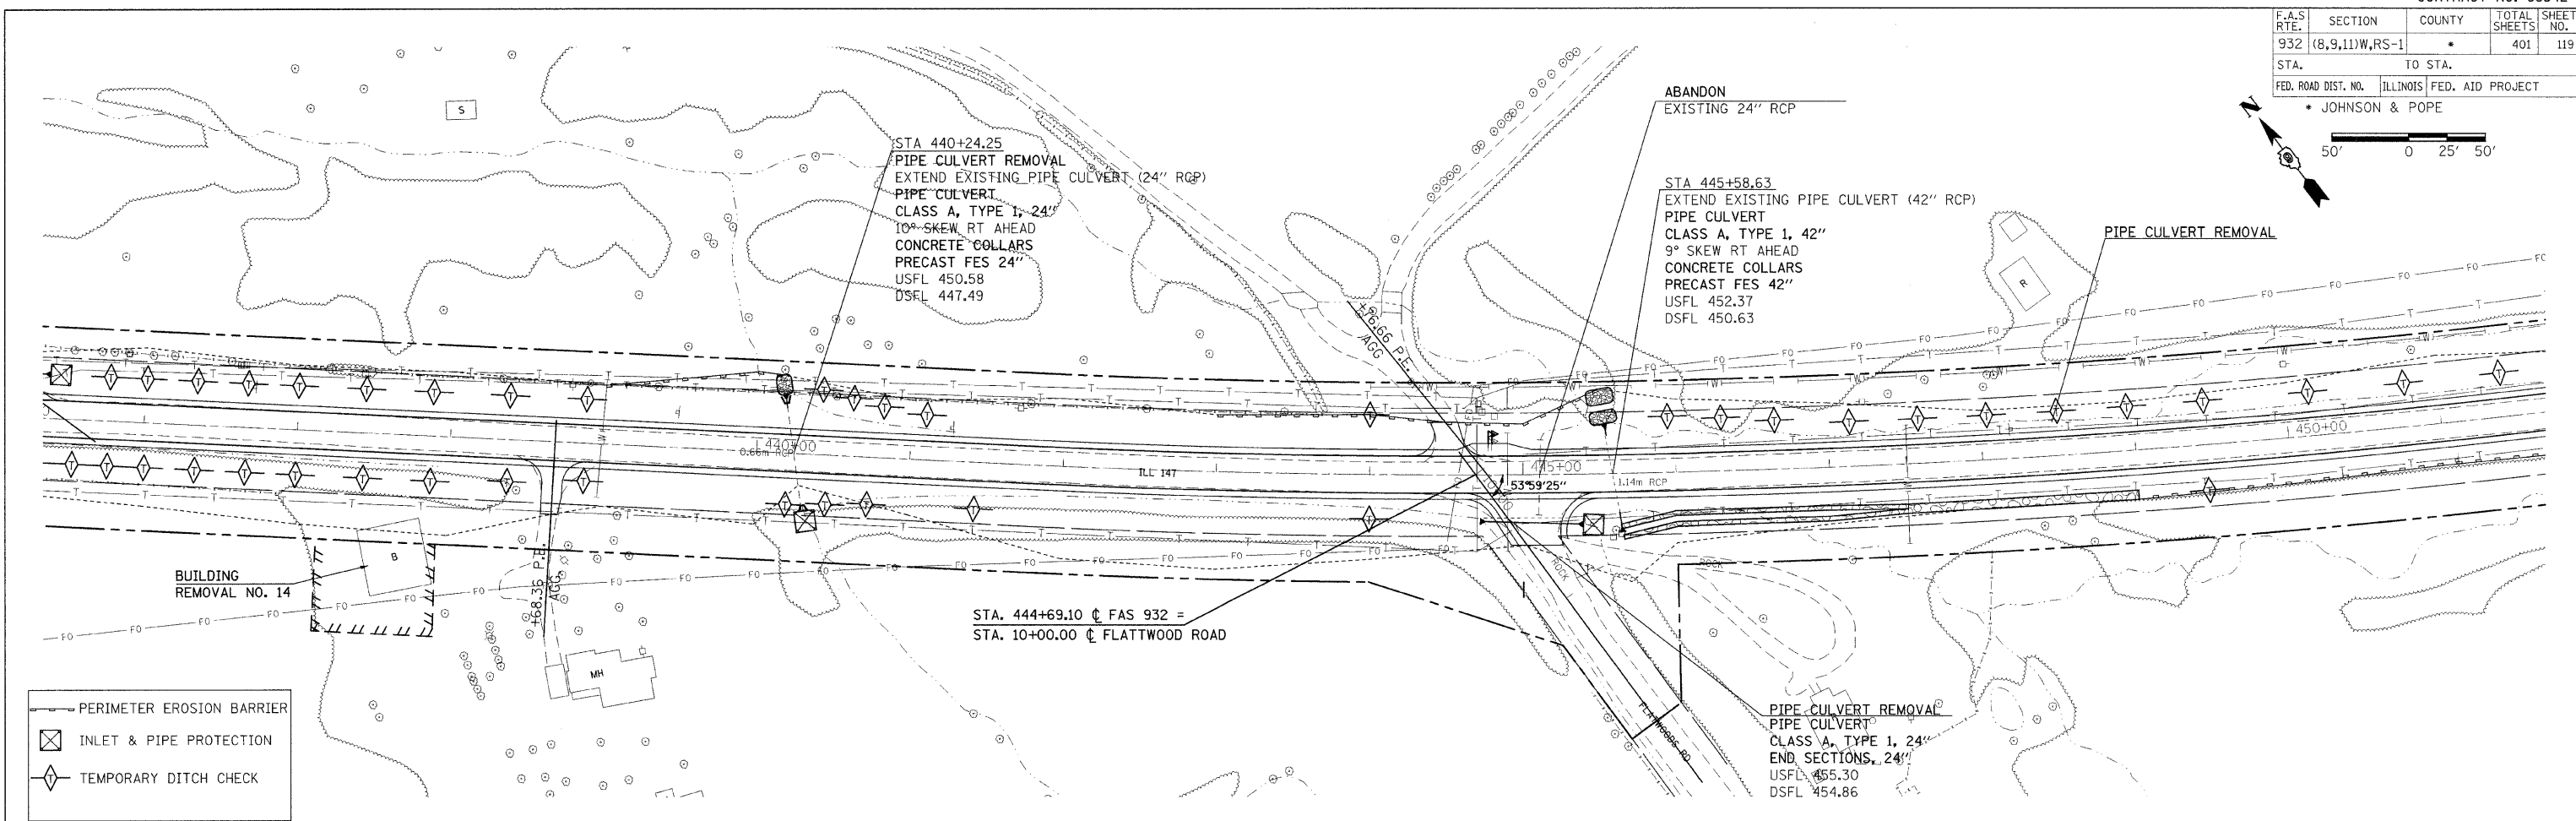 F.A.S RTE. SECTION COUNTY TOTAL SHEETS SHEET NO.
932 (8,9,11)W,RS-1 * 401 119
STA. TO STA.
FED. ROAD DIST. NO. ILLINOIS FED. AID PROJECT
* JOHNSON & POPE
N
50' 0 25' 50'
S
STA 440+24.25
PIPE CULVERT REMOVAL
EXTEND EXISTING PIPE CULVERT (24" RCP)
PIPE CULVERT
CLASS A, TYPE 1, 24"
10° SKEW RT AHEAD
CONCRETE COLLARS
PRECAST FES 24"
USFL 450.58
DSFL 447.49
ABANDON
EXISTING 24" RCP
STA 445+58.63
EXTEND EXISTING PIPE CULVERT (42" RCP)
PIPE CULVERT
CLASS A, TYPE 1, 42"
9° SKEW RT AHEAD
CONCRETE COLLARS
PRECAST FES 42"
USFL 452.37
DSFL 450.63
PIPE CULVERT REMOVAL
R
+76.66 P.E.
AGG
440+00
0.66m RCP
ILL 147
445+00
53°59'25"
1.14m RCP
450+00
B
BUILDING
REMOVAL NO. 14
+68.36 P.E.
AGG
MH
STA. 444+69.10 ℄ FAS 932 =
STA. 10+00.00 ℄ FLATTWOOD ROAD
ROCK
ROCK
FLATWOODS RD
PIPE CULVERT REMOVAL
PIPE CULVERT
CLASS A, TYPE 1, 24"
END SECTIONS, 24"
USFL 455.30
DSFL 454.86
PERIMETER EROSION BARRIER
INLET & PIPE PROTECTION
T TEMPORARY DITCH CHECK